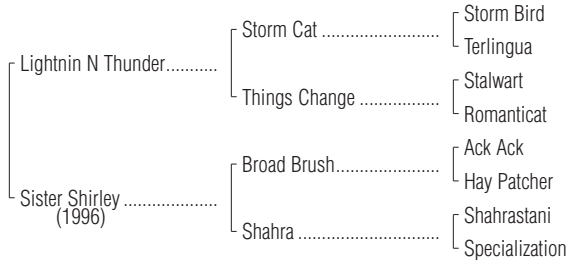 Storm Bird
Storm Cat ..........................
Terlingua
Lightnin N Thunder...........
Stalwart
Things Change ..................
Romanticat
Ack Ack
Broad Brush.......................
Hay Patcher
Sister Shirley .....................
(1996)
Shahrastani
Shahra ...............................
Specialization